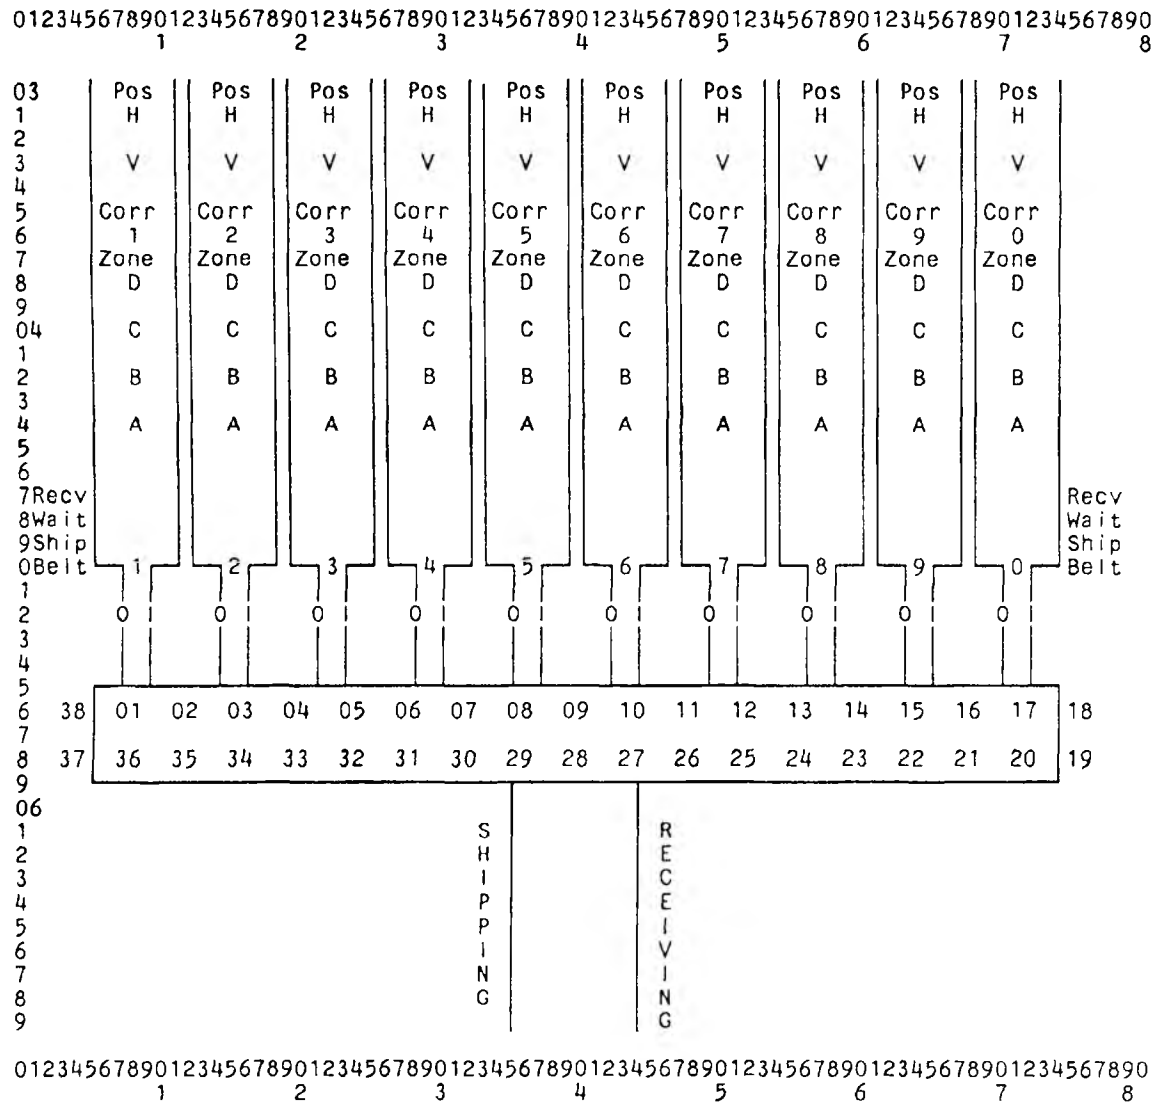 012345678901234567890123456789012345678901234567890123456789012345678901234567890
1 2 3 4 5 6 7 8
03 Pos Pos Pos Pos Pos Pos Pos Pos Pos Pos
1 H H H H H H H H H H
2
3 V V V V V V V V V V
4
5 Corr Corr Corr Corr Corr Corr Corr Corr Corr Corr
6 1 2 3 4 5 6 7 8 9 0
7 Zone Zone Zone Zone Zone Zone Zone Zone Zone Zone
8 D D D D D D D D D D
9
04 C C C C C C C C C C
1
2 B B B B B B B B B B
3
4 A A A A A A A A A A
5
6
7Recv Recv
8Wait Wait
9Ship Ship
0Belt 1 2 3 4 5 6 7 8 9 0 Belt
1
2 0 0 0 0 0 0 0 0 0 0
3
4
5
6 38 01 02 03 04 05 06 07 08 09 10 11 12 13 14 15 16 17 18
7
8 37 36 35 34 33 32 31 30 29 28 27 26 25 24 23 22 21 20 19
9
06
1 S R
2 H E
3 I C
4 P E
5 P I
6 I V
7 N I
8 G N
9 G
012345678901234567890123456789012345678901234567890123456789012345678901234567890
1 2 3 4 5 6 7 8